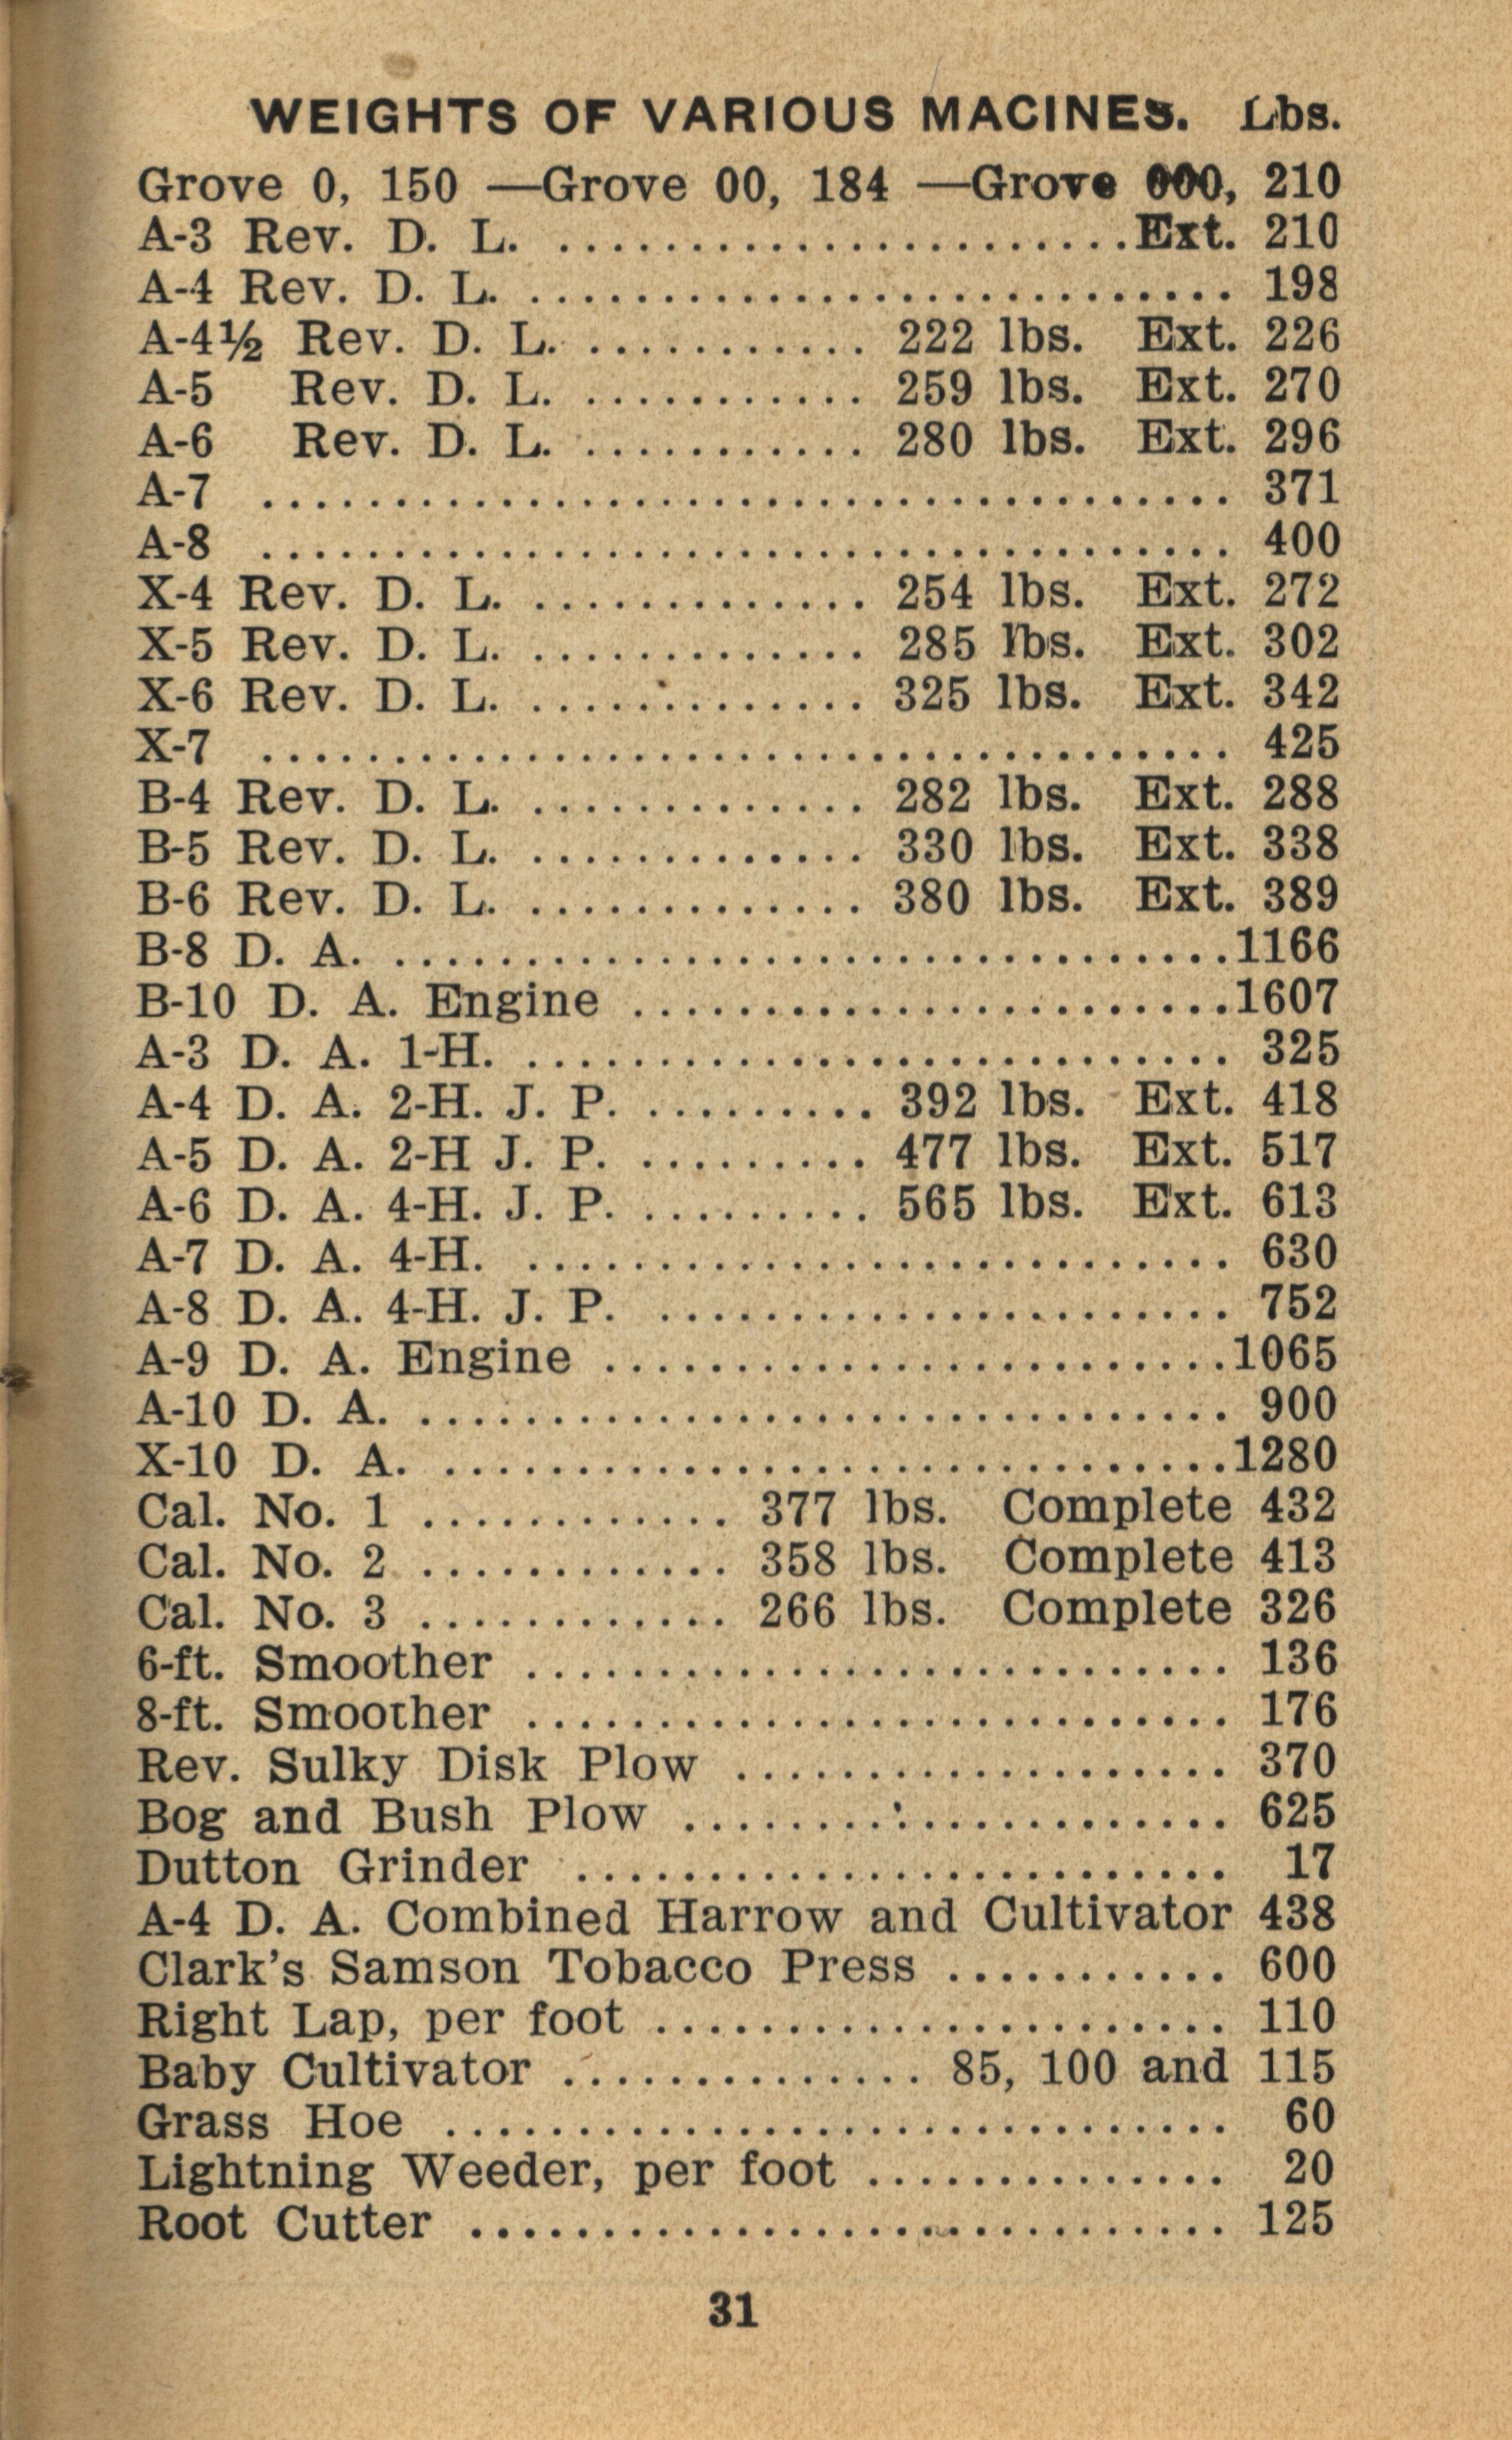 WEIGHTS OF VARIOUS MACINES. Lbs.
Grove 0, 150 —Grove 00, 184 —Grove 000, 210
A-3 Rev. D. L. ......................Ext. 210
A-4 Rev. D. L. ........................... 198
A-4½ Rev. D. L. ........... 222 lbs. Ext. 226
A-5 Rev. D. L. ........... 259 lbs. Ext. 270
A-6 Rev. D. L. ........... 280 lbs. Ext. 296
A-7 ..................................... 371
A-8 ..................................... 400
X-4 Rev. D. L. ............. 254 lbs. Ext. 272
X-5 Rev. D. L. ............. 285 lbs. Ext. 302
X-6 Rev. D. L. ............. 325 lbs. Ext. 342
X-7 ..................................... 425
B-4 Rev. D. L. ............. 282 lbs. Ext. 288
B-5 Rev. D. L. ............. 330 lbs. Ext. 338
B-6 Rev. D. L. ............. 380 lbs. Ext. 389
B-8 D. A. ................................1166
B-10 D. A. Engine .......................1607
A-3 D. A. 1-H. ........................... 325
A-4 D. A. 2-H. J. P. ......... 392 lbs. Ext. 418
A-5 D. A. 2-H J. P. ......... 477 lbs. Ext. 517
A-6 D. A. 4-H. J. P. ......... 565 lbs. Ext. 613
A-7 D. A. 4-H. ........................... 630
A-8 D. A. 4-H. J. P. ...................... 752
A-9 D. A. Engine ........................1065
A-10 D. A. ............................... 900
X-10 D. A. ..............................1280
Cal. No. 1 ............ 377 lbs. Complete 432
Cal. No. 2 ............ 358 lbs. Complete 413
Cal. No. 3 ............ 266 lbs. Complete 326
6-ft. Smoother ........................... 136
8-ft. Smoother ........................... 176
Rev. Sulky Disk Plow ................... 370
Bog and Bush Plow ..................... 625
Dutton Grinder ......................... 17
A-4 D. A. Combined Harrow and Cultivator 438
Clark's Samson Tobacco Press ........... 600
Right Lap, per foot ...................... 110
Baby Cultivator .............. 85, 100 and 115
Grass Hoe .............................. 60
Lightning Weeder, per foot .............. 20
Root Cutter ............................. 125
31